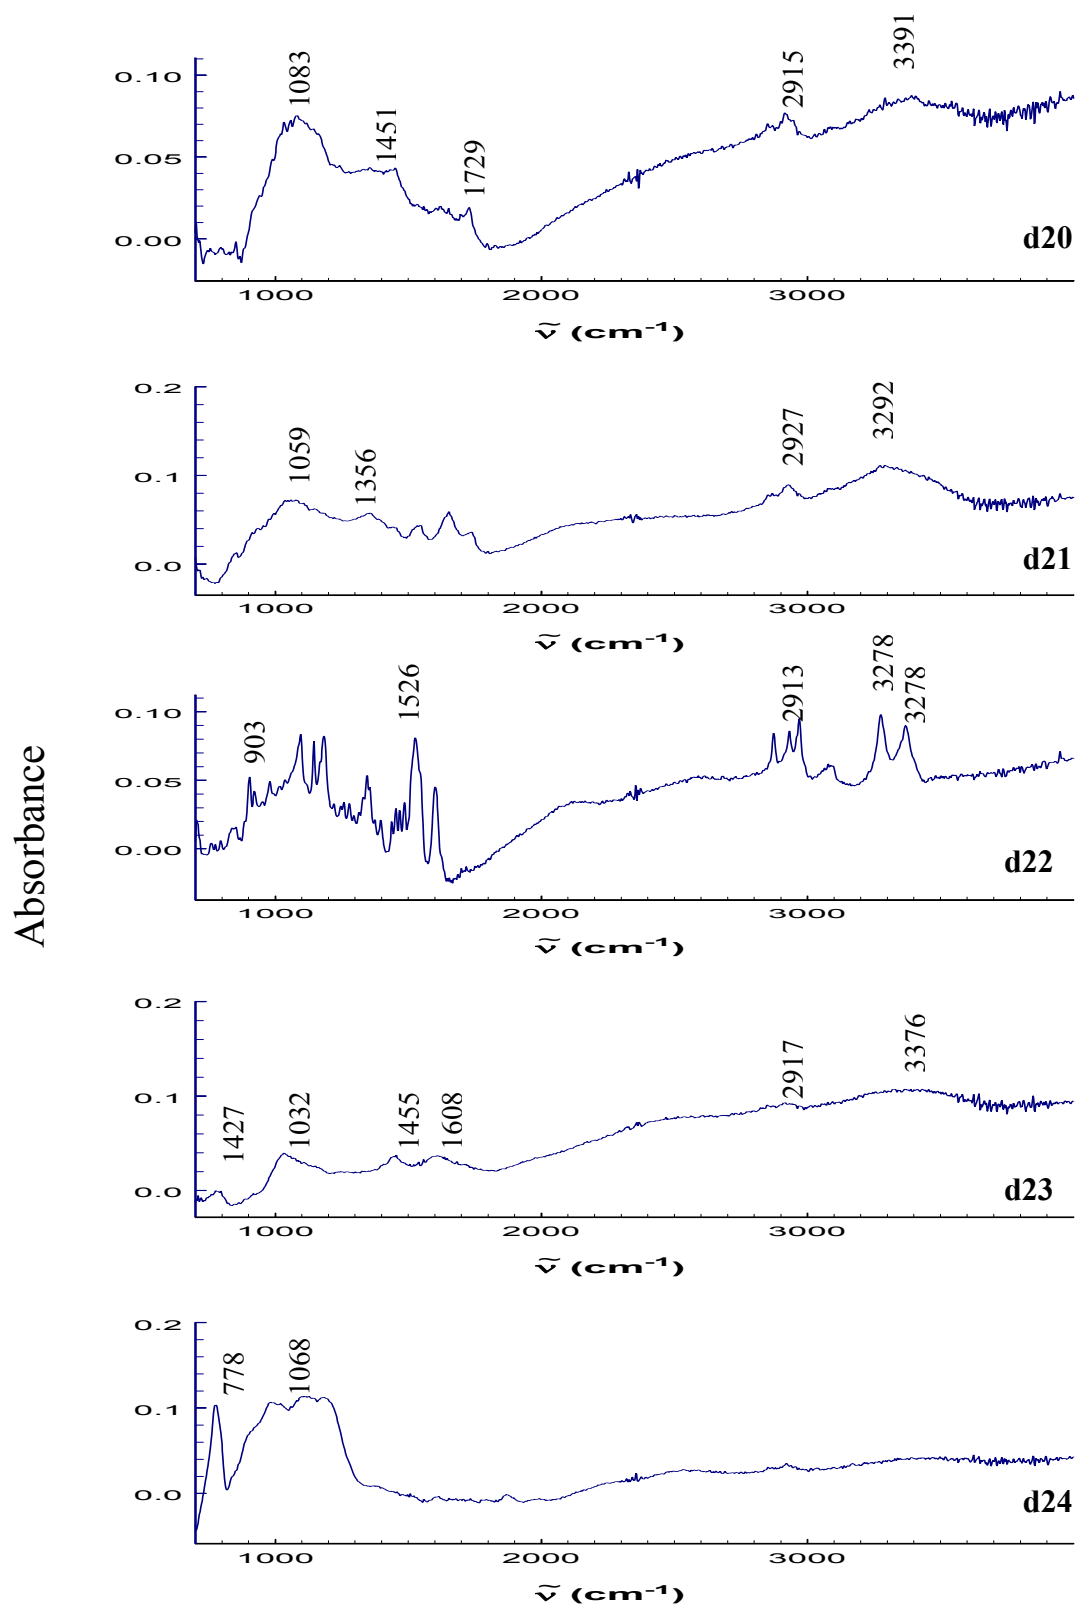 Absorbance
1083 1451 1729 2915 3391
0.10
0.05
0.00
d20
1000 2000 3000
ν̃ (cm⁻¹)
1059 1356 2927 3292
0.2
0.1
0.0
d21
1000 2000 3000
ν̃ (cm⁻¹)
903 1526 2913 3278 3278
0.10
0.05
0.00
d22
1000 2000 3000
ν̃ (cm⁻¹)
1427 1032 1455 1608 2917 3376
0.2
0.1
0.0
d23
1000 2000 3000
ν̃ (cm⁻¹)
778 1068
0.2
0.1
0.0
d24
1000 2000 3000
ν̃ (cm⁻¹)